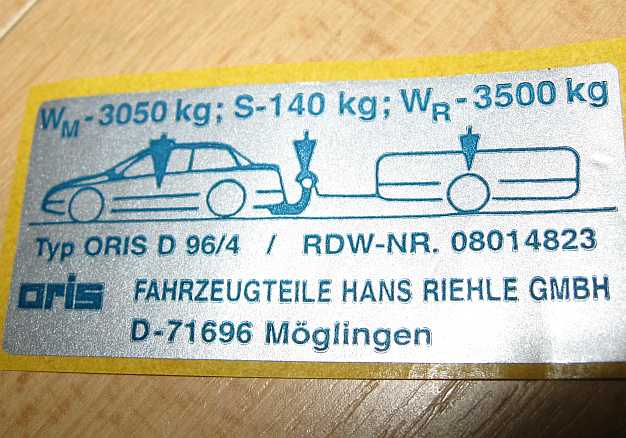 WM-3050 kg; S-140 kg; WR-3500 kg
Typ ORIS D 96/4 / RDW-NR. 08014823
oris FAHRZEUGTEILE HANS RIEHLE GMBH
D-71696 Möglingen